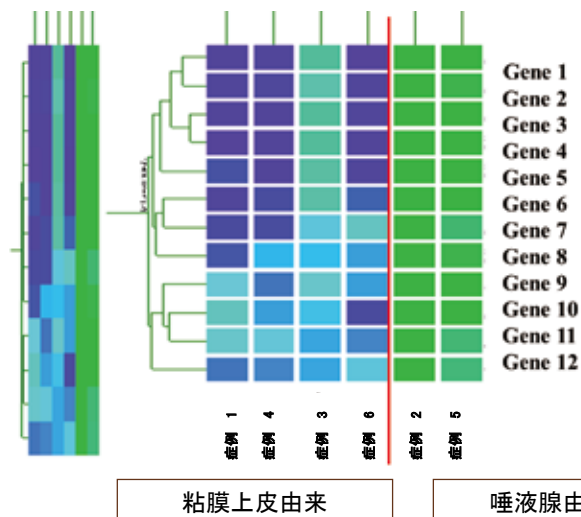 Gene 1
Gene 2
Gene 3
Gene 4
Gene 5
Gene 6
Gene 7
Gene 8
Gene 9
Gene 10
Gene 11
Gene 12
症例 1
症例 4
症例 3
症例 6
症例 2
症例 5
粘膜上皮由来
唾液腺由